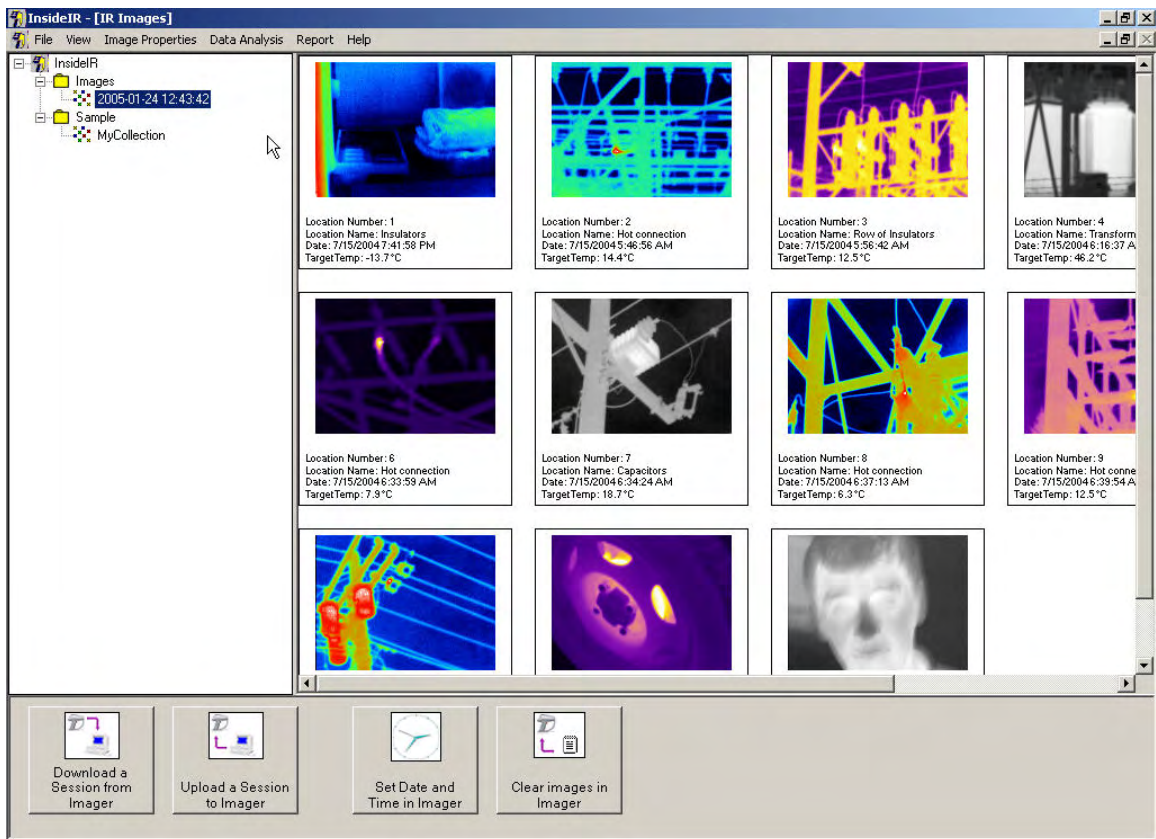 InsideIR - [IR Images]
File View Image Properties Data Analysis Report Help
InsideIR
Images
2005-01-24 12:43:42
Sample
MyCollection
Location Number: 1
Location Name: Insulators
Date: 7/15/2004 7:41:58 PM
TargetTemp: -13.7°C
Location Number: 2
Location Name: Hot connection
Date: 7/15/2004 5:46:56 AM
TargetTemp: 14.4°C
Location Number: 3
Location Name: Row of Insulators
Date: 7/15/2004 5:56:42 AM
TargetTemp: 12.5°C
Location Number: 4
Location Name: Transform
Date: 7/15/2004 6:16:37 A
TargetTemp: 46.2°C
Location Number: 6
Location Name: Hot connection
Date: 7/15/2004 6:33:59 AM
TargetTemp: 7.9°C
Location Number: 7
Location Name: Capacitors
Date: 7/15/2004 6:34:24 AM
TargetTemp: 18.7°C
Location Number: 8
Location Name: Hot connection
Date: 7/15/2004 6:37:13 AM
TargetTemp: 6.3°C
Location Number: 9
Location Name: Hot conne
Date: 7/15/2004 6:39:54 A
TargetTemp: 12.5°C
Download a
Session from
Imager
Upload a Session
to Imager
Set Date and
Time in Imager
Clear images in
Imager